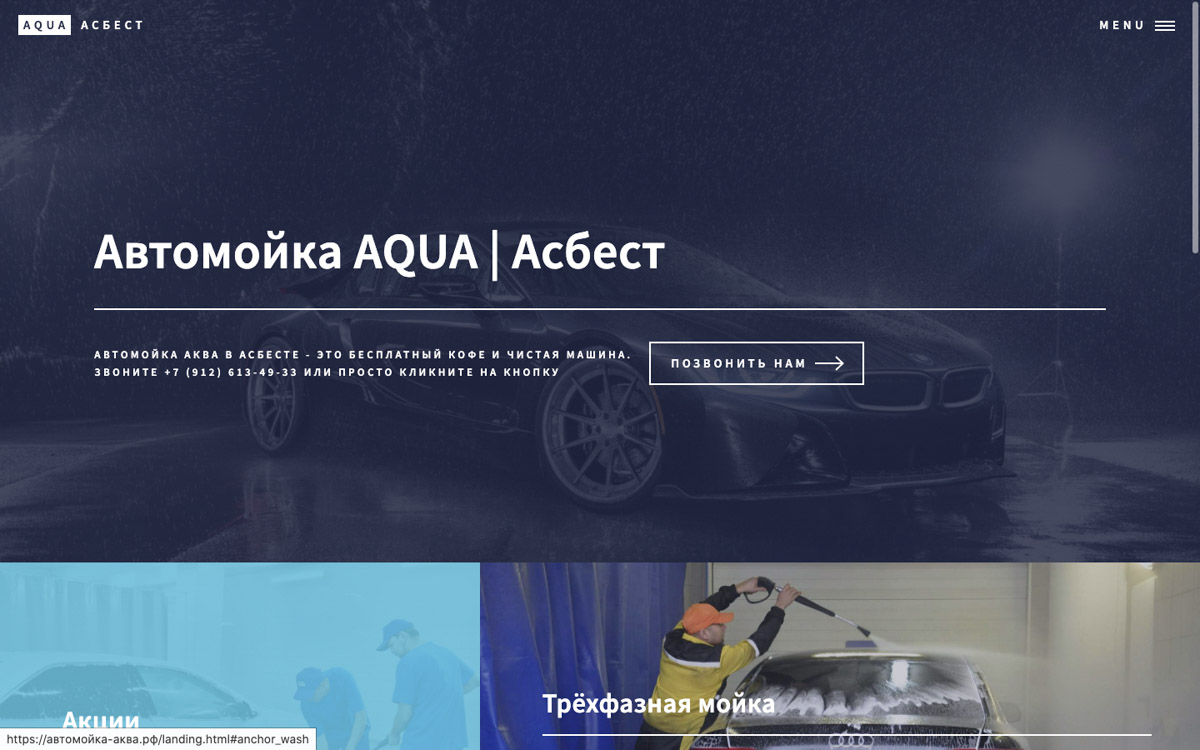 AQUA АСБЕСТ
MENU
Автомойка AQUA | Асбест
АВТОМОЙКА АКВА В АСБЕСТЕ - ЭТО БЕСПЛАТНЫЙ КОФЕ И ЧИСТАЯ МАШИНА.
ЗВОНИТЕ +7 (912) 613-49-33 ИЛИ ПРОСТО КЛИКНИТЕ НА КНОПКУ
ПОЗВОНИТЬ НАМ
Трёхфазная мойка
Акции
https://автомойка-аква.рф/landing.html#anchor_wash